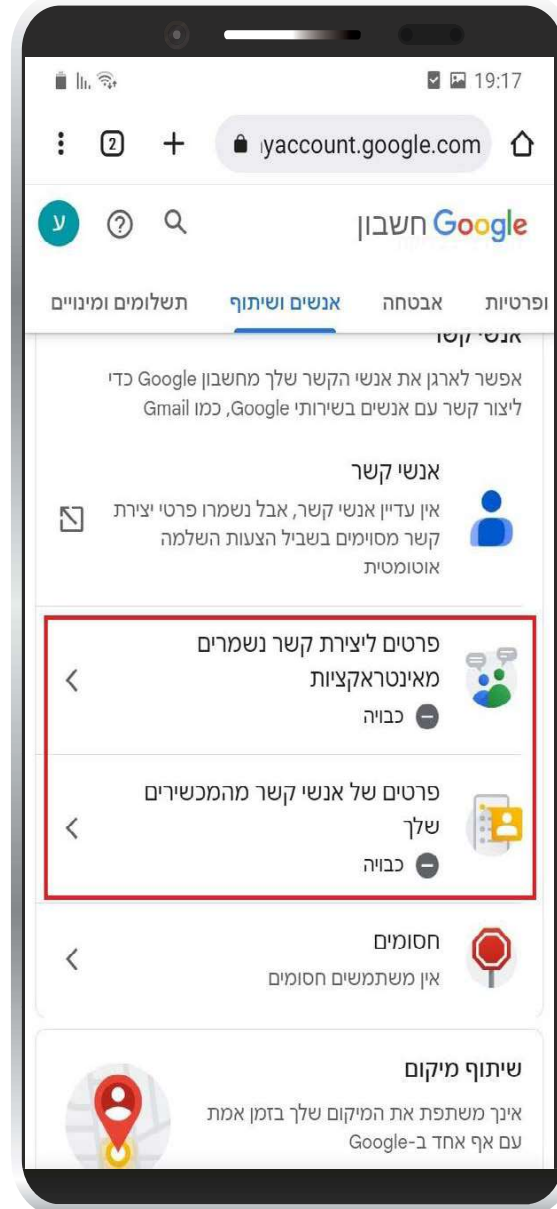 19:17
2
yaccount.google.com
חשבון Google
ע
ופרטיות אבטחה אנשים ושיתוף תשלומים ומינויים
אנשי קשר
אפשר לארגן את אנשי הקשר שלך מחשבון Google כדי
ליצור קשר עם אנשים בשירותי Google, כמו Gmail
אנשי קשר
אין עדיין אנשי קשר, אבל נשמרו פרטי יצירת
קשר מסוימים בשביל הצעות השלמה
אוטומטית
פרטים ליצירת קשר נשמרים
מאינטראקציות
כבויה
פרטים של אנשי קשר מהמכשירים
שלך
כבויה
חסומים
אין משתמשים חסומים
שיתוף מיקום
אינך משתפת את המיקום שלך בזמן אמת
עם אף אחד ב-Google